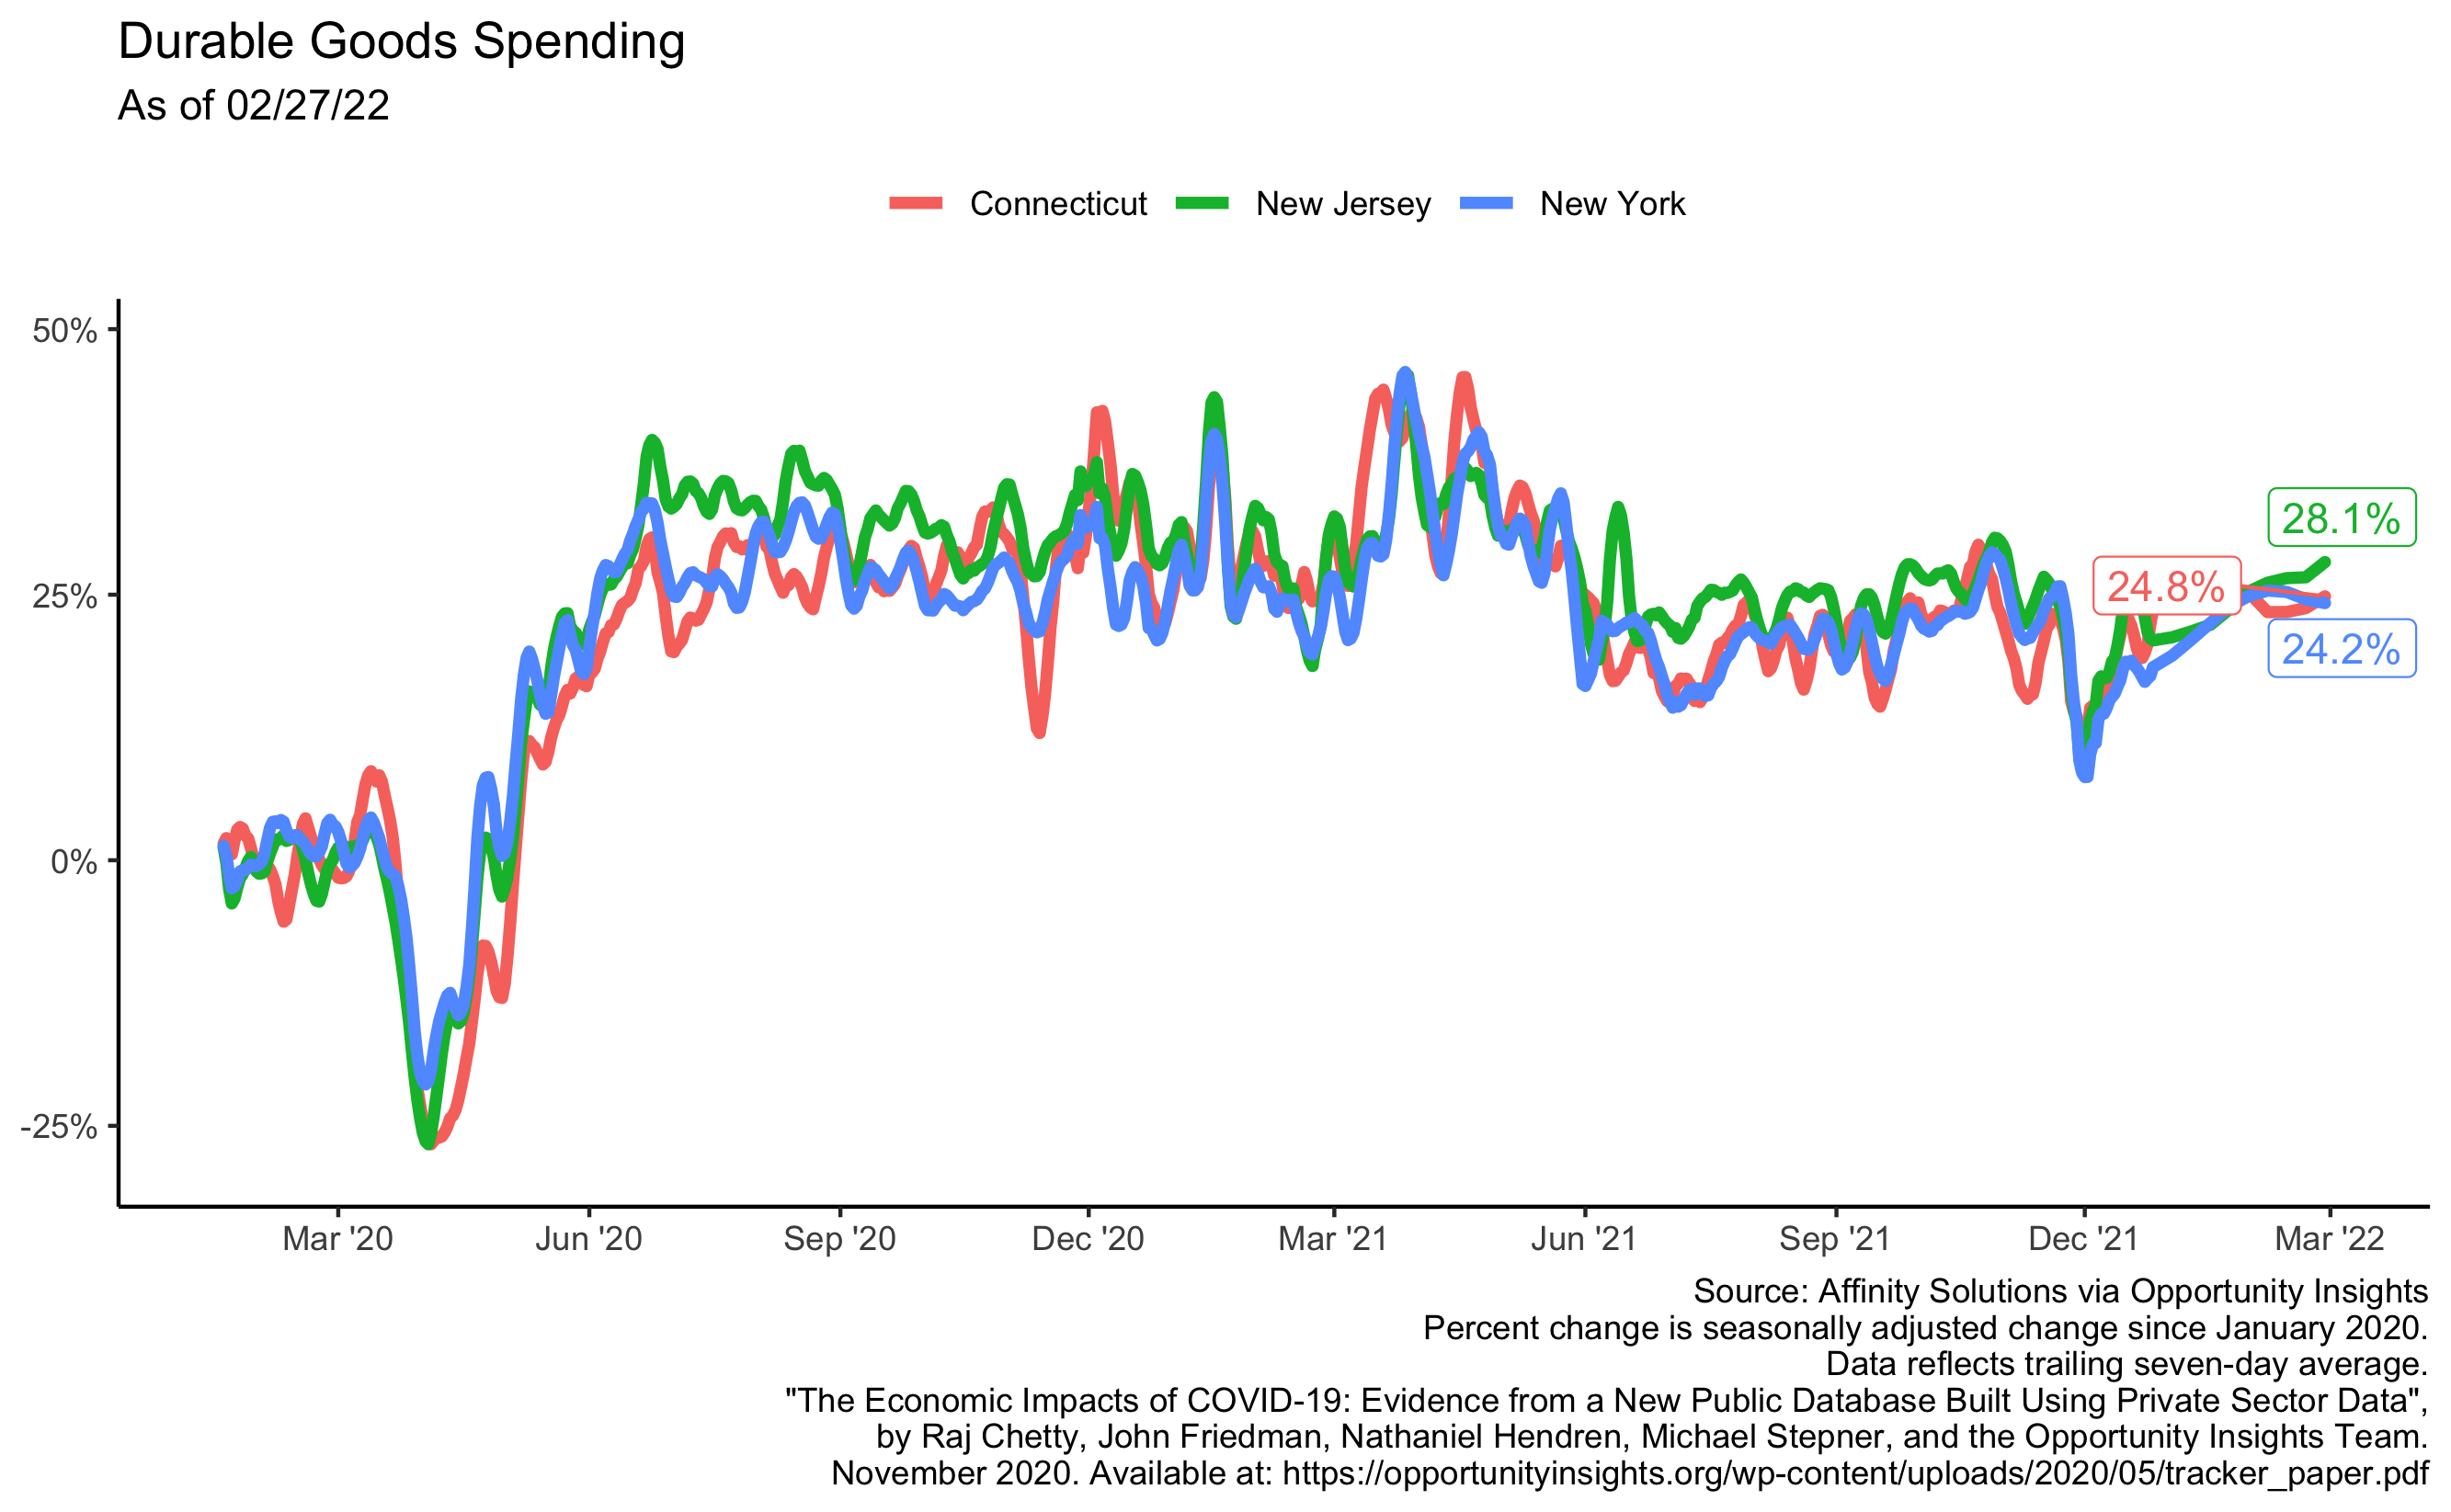 Durable Goods Spending
As of 02/27/22
Connecticut New Jersey New York
50%
25%
0%
-25%
28.1%
24.8%
24.2%
Mar '20 Jun '20 Sep '20 Dec '20 Mar '21 Jun '21 Sep '21 Dec '21 Mar '22
Source: Affinity Solutions via Opportunity Insights
Percent change is seasonally adjusted change since January 2020.
Data reflects trailing seven-day average.
"The Economic Impacts of COVID-19: Evidence from a New Public Database Built Using Private Sector Data",
by Raj Chetty, John Friedman, Nathaniel Hendren, Michael Stepner, and the Opportunity Insights Team.
November 2020. Available at: https://opportunityinsights.org/wp-content/uploads/2020/05/tracker_paper.pdf